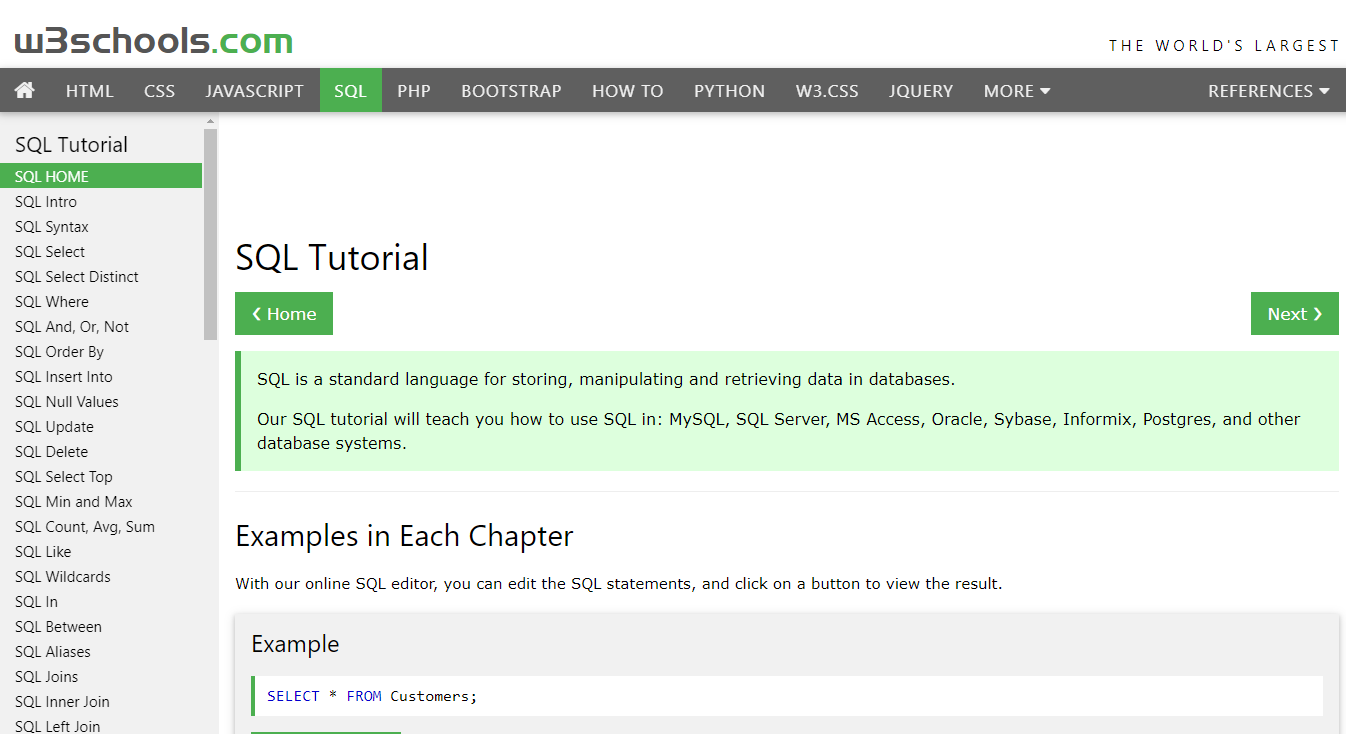 w3schools.com
THE WORLD'S LARGEST
HTML CSS JAVASCRIPT SQL PHP BOOTSTRAP HOW TO PYTHON W3.CSS JQUERY MORE REFERENCES
SQL Tutorial
SQL HOME
SQL Intro
SQL Syntax
SQL Select
SQL Select Distinct
SQL Where
SQL And, Or, Not
SQL Order By
SQL Insert Into
SQL Null Values
SQL Update
SQL Delete
SQL Select Top
SQL Min and Max
SQL Count, Avg, Sum
SQL Like
SQL Wildcards
SQL In
SQL Between
SQL Aliases
SQL Joins
SQL Inner Join
SQL Left Join
SQL Tutorial
❮ Home
Next ❯
SQL is a standard language for storing, manipulating and retrieving data in databases.
Our SQL tutorial will teach you how to use SQL in: MySQL, SQL Server, MS Access, Oracle, Sybase, Informix, Postgres, and other
database systems.
Examples in Each Chapter
With our online SQL editor, you can edit the SQL statements, and click on a button to view the result.
Example
SELECT * FROM Customers;